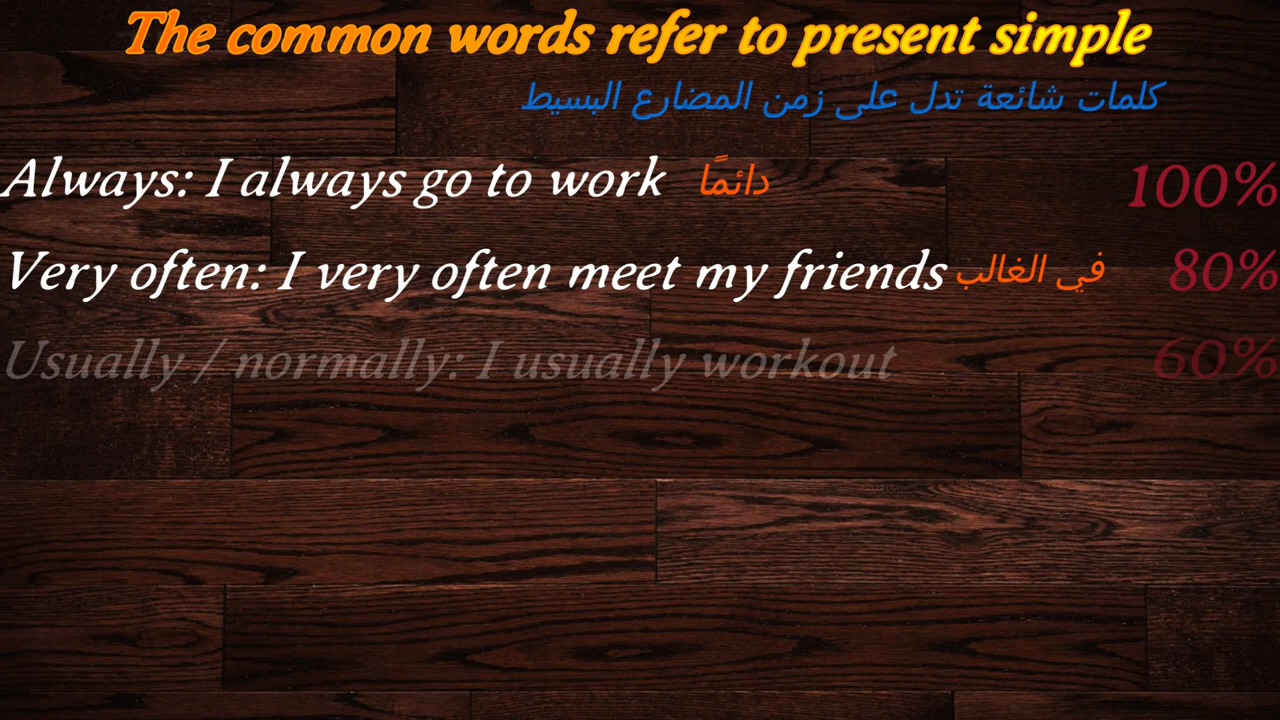 The common words refer to present simple
كلمات شائعة تدل على زمن المضارع البسيط
Always: I always go to work دائمًا 100%
Very often: I very often meet my friends في الغالب 80%
Usually / normally: I usually workout 60%